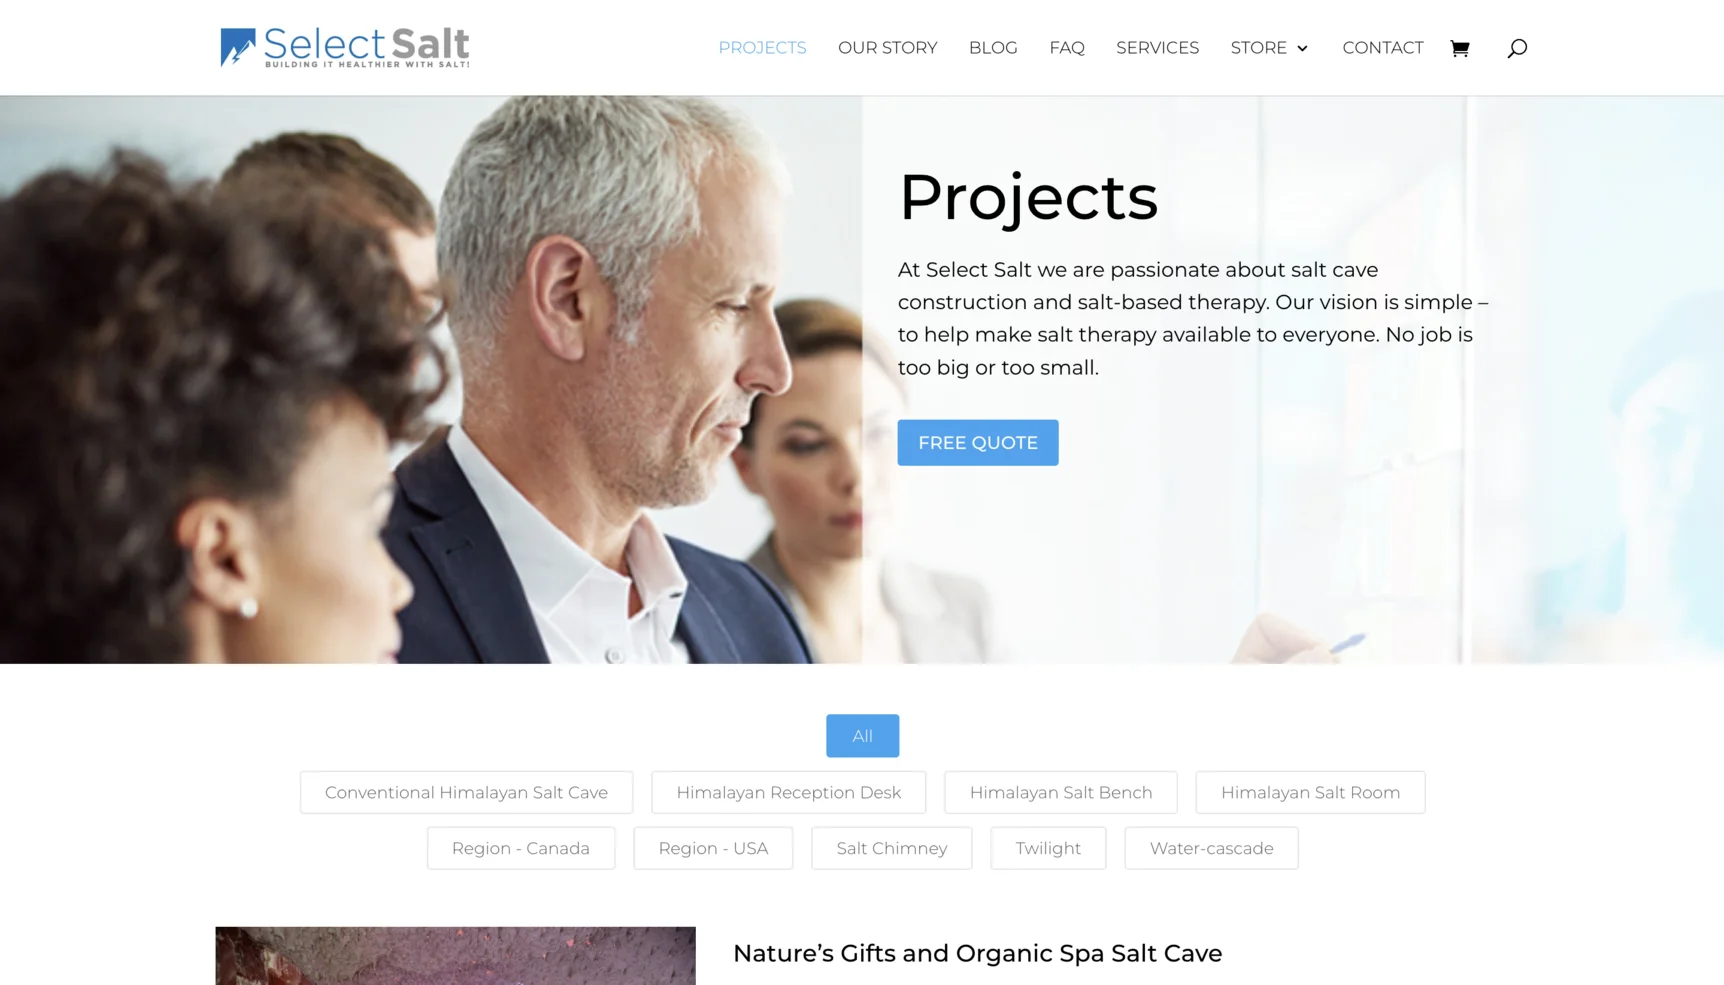 Select Salt
BUILDING IT HEALTHIER WITH SALT!
PROJECTS OUR STORY BLOG FAQ SERVICES STORE CONTACT
Projects
At Select Salt we are passionate about salt cave
construction and salt-based therapy. Our vision is simple –
to help make salt therapy available to everyone. No job is
too big or too small.
FREE QUOTE
All
Conventional Himalayan Salt Cave Himalayan Reception Desk Himalayan Salt Bench Himalayan Salt Room
Region - Canada Region - USA Salt Chimney Twilight Water-cascade
Nature’s Gifts and Organic Spa Salt Cave